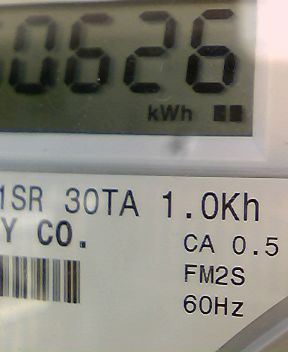 0626
kWh
1SR 30TA 1.0Kh
Y CO.
CA 0.5
FM2S
60Hz